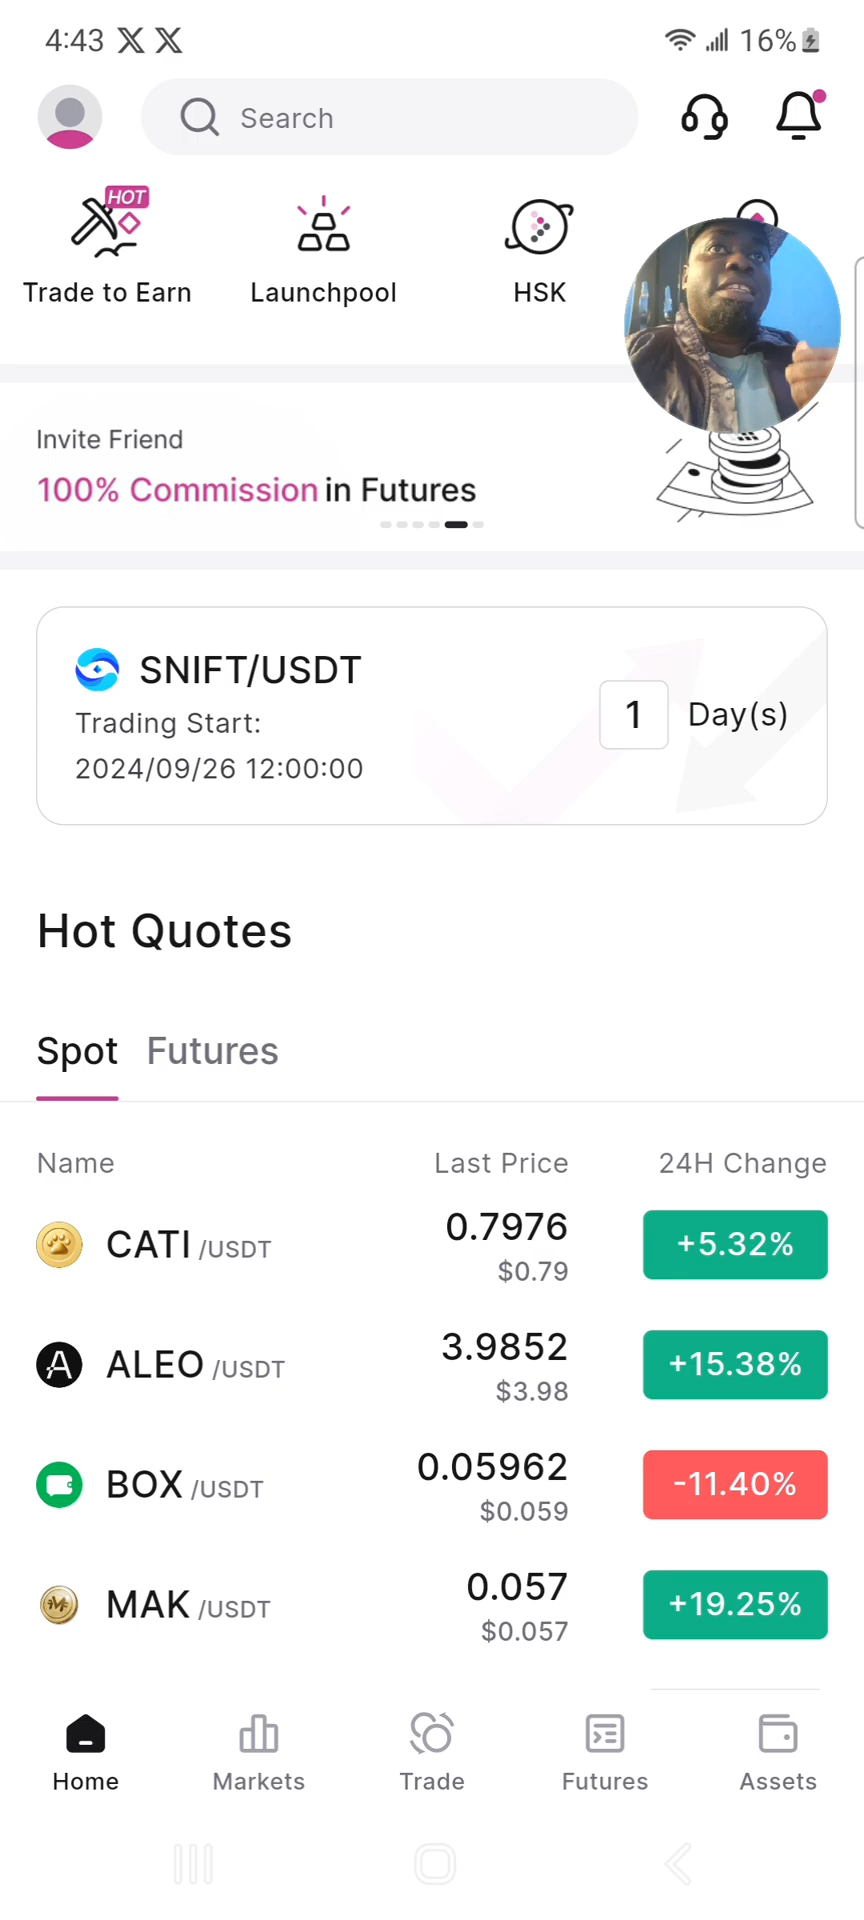 4:43
16%
Search
HOT
Trade to Earn
Launchpool
HSK
Invite Friend
100% Commission in Futures
SNIFT/USDT
Trading Start:
2024/09/26 12:00:00
1 Day(s)
Hot Quotes
Spot Futures
Name Last Price 24H Change
CATI /USDT 0.7976 +5.32%
$0.79
ALEO /USDT 3.9852 +15.38%
$3.98
BOX /USDT 0.05962 -11.40%
$0.059
MAK /USDT 0.057 +19.25%
$0.057
Home Markets Trade Futures Assets